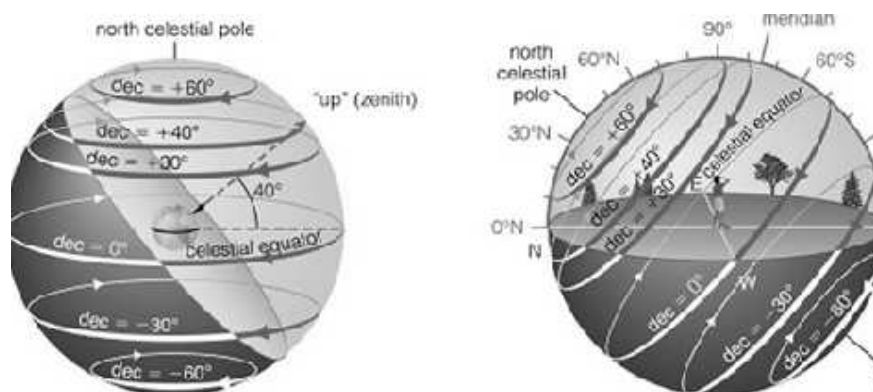 north celestial pole
dec = +60°
"up" (zenith)
dec = +40°
dec = +30°
40°
dec = 0°
celestial equator
dec = −30°
dec = −60°
meridian
90°
60°N
60°S
north
celestial
pole
30°N
dec = +60°
celestial equator
dec = +40°
dec = +30°
E
0°N
N
W
dec = 0°
dec = −30°
dec = −60°